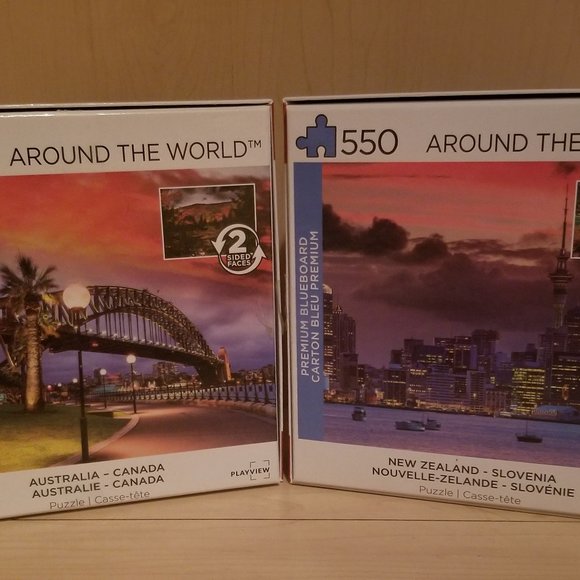 AROUND THE WORLD™
2
SIDED
FACES
AUSTRALIA – CANADA
AUSTRALIE - CANADA
Puzzle | Casse-tête
PLAYVIEW
550
AROUND THE
PREMIUM BLUEBOARD
CARTON BLEU PREMIUM
NEW ZEALAND - SLOVENIA
NOUVELLE-ZELANDE - SLOVÉNIE
Puzzle | Casse-tête